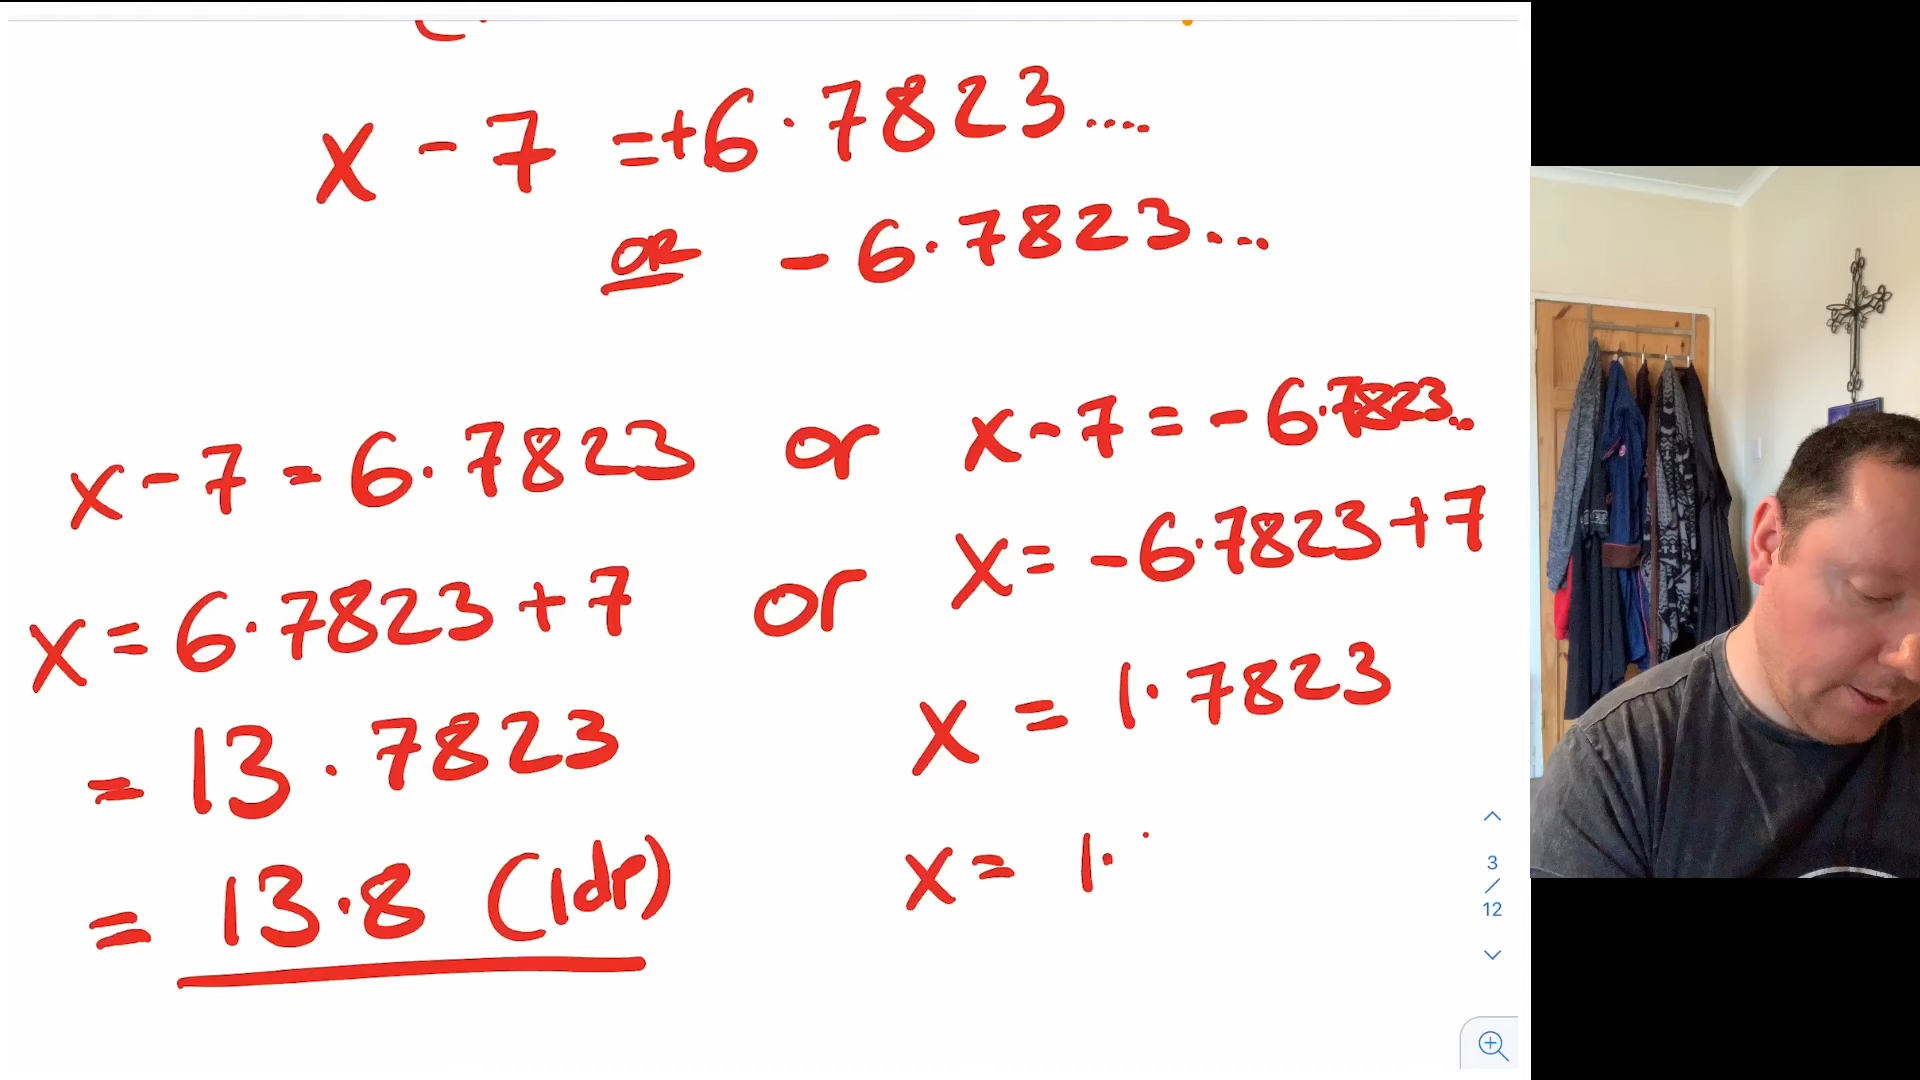 x - 7 = +6.7823....
OR - 6.7823...
x - 7 = 6.7823 or x - 7 = - 6.7823...
x = 6.7823 + 7 or x = - 6.7823 + 7
= 13.7823 x = 1.7823
= 13.8 (1dp) x = 1.
3
/
12